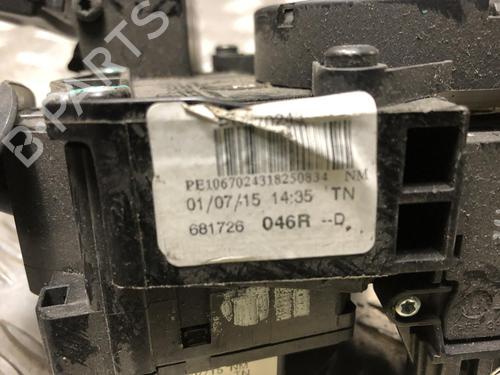 B-PARTS
PE1067024318250834 NM
01/07/15 14:35 TN
681726 046R --D